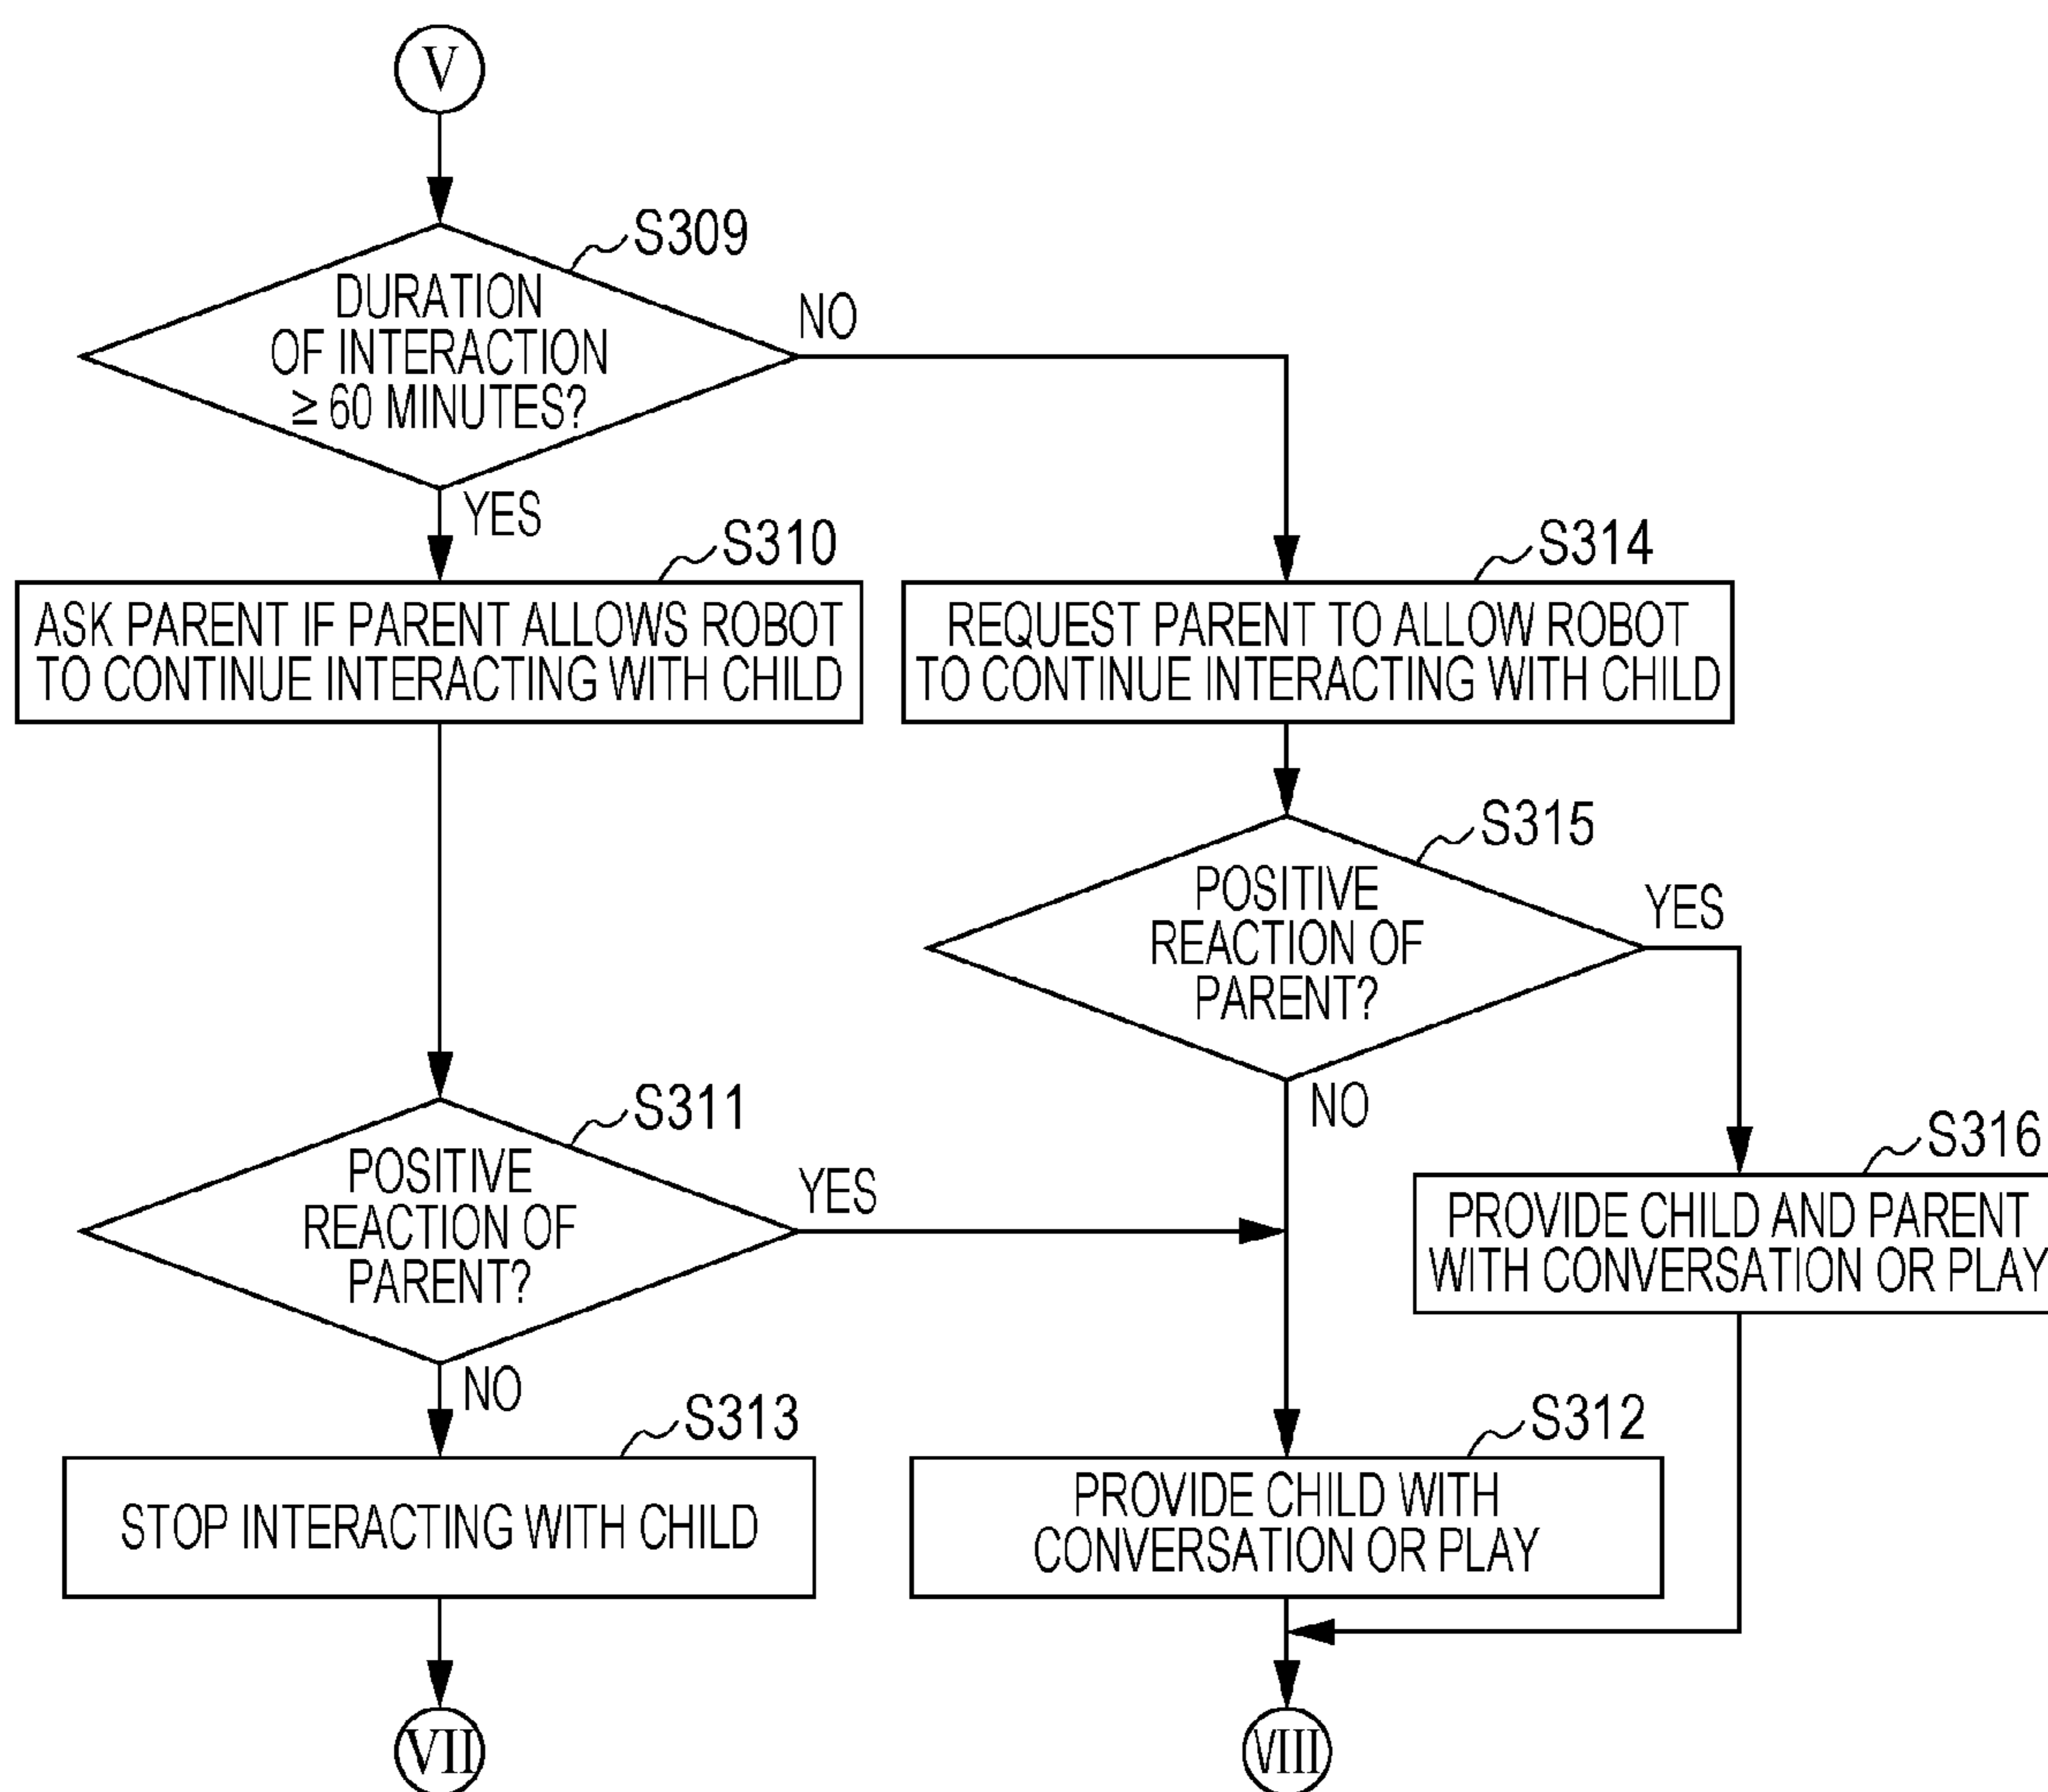 V
S309
DURATION
OF INTERACTION
≥ 60 MINUTES?
NO
YES
S310
ASK PARENT IF PARENT ALLOWS ROBOT
TO CONTINUE INTERACTING WITH CHILD
S314
REQUEST PARENT TO ALLOW ROBOT
TO CONTINUE INTERACTING WITH CHILD
S315
POSITIVE
REACTION OF
PARENT?
YES
NO
S311
POSITIVE
REACTION OF
PARENT?
YES
NO
S316
PROVIDE CHILD AND PARENT
WITH CONVERSATION OR PLAY
S313
STOP INTERACTING WITH CHILD
S312
PROVIDE CHILD WITH
CONVERSATION OR PLAY
VII
VIII